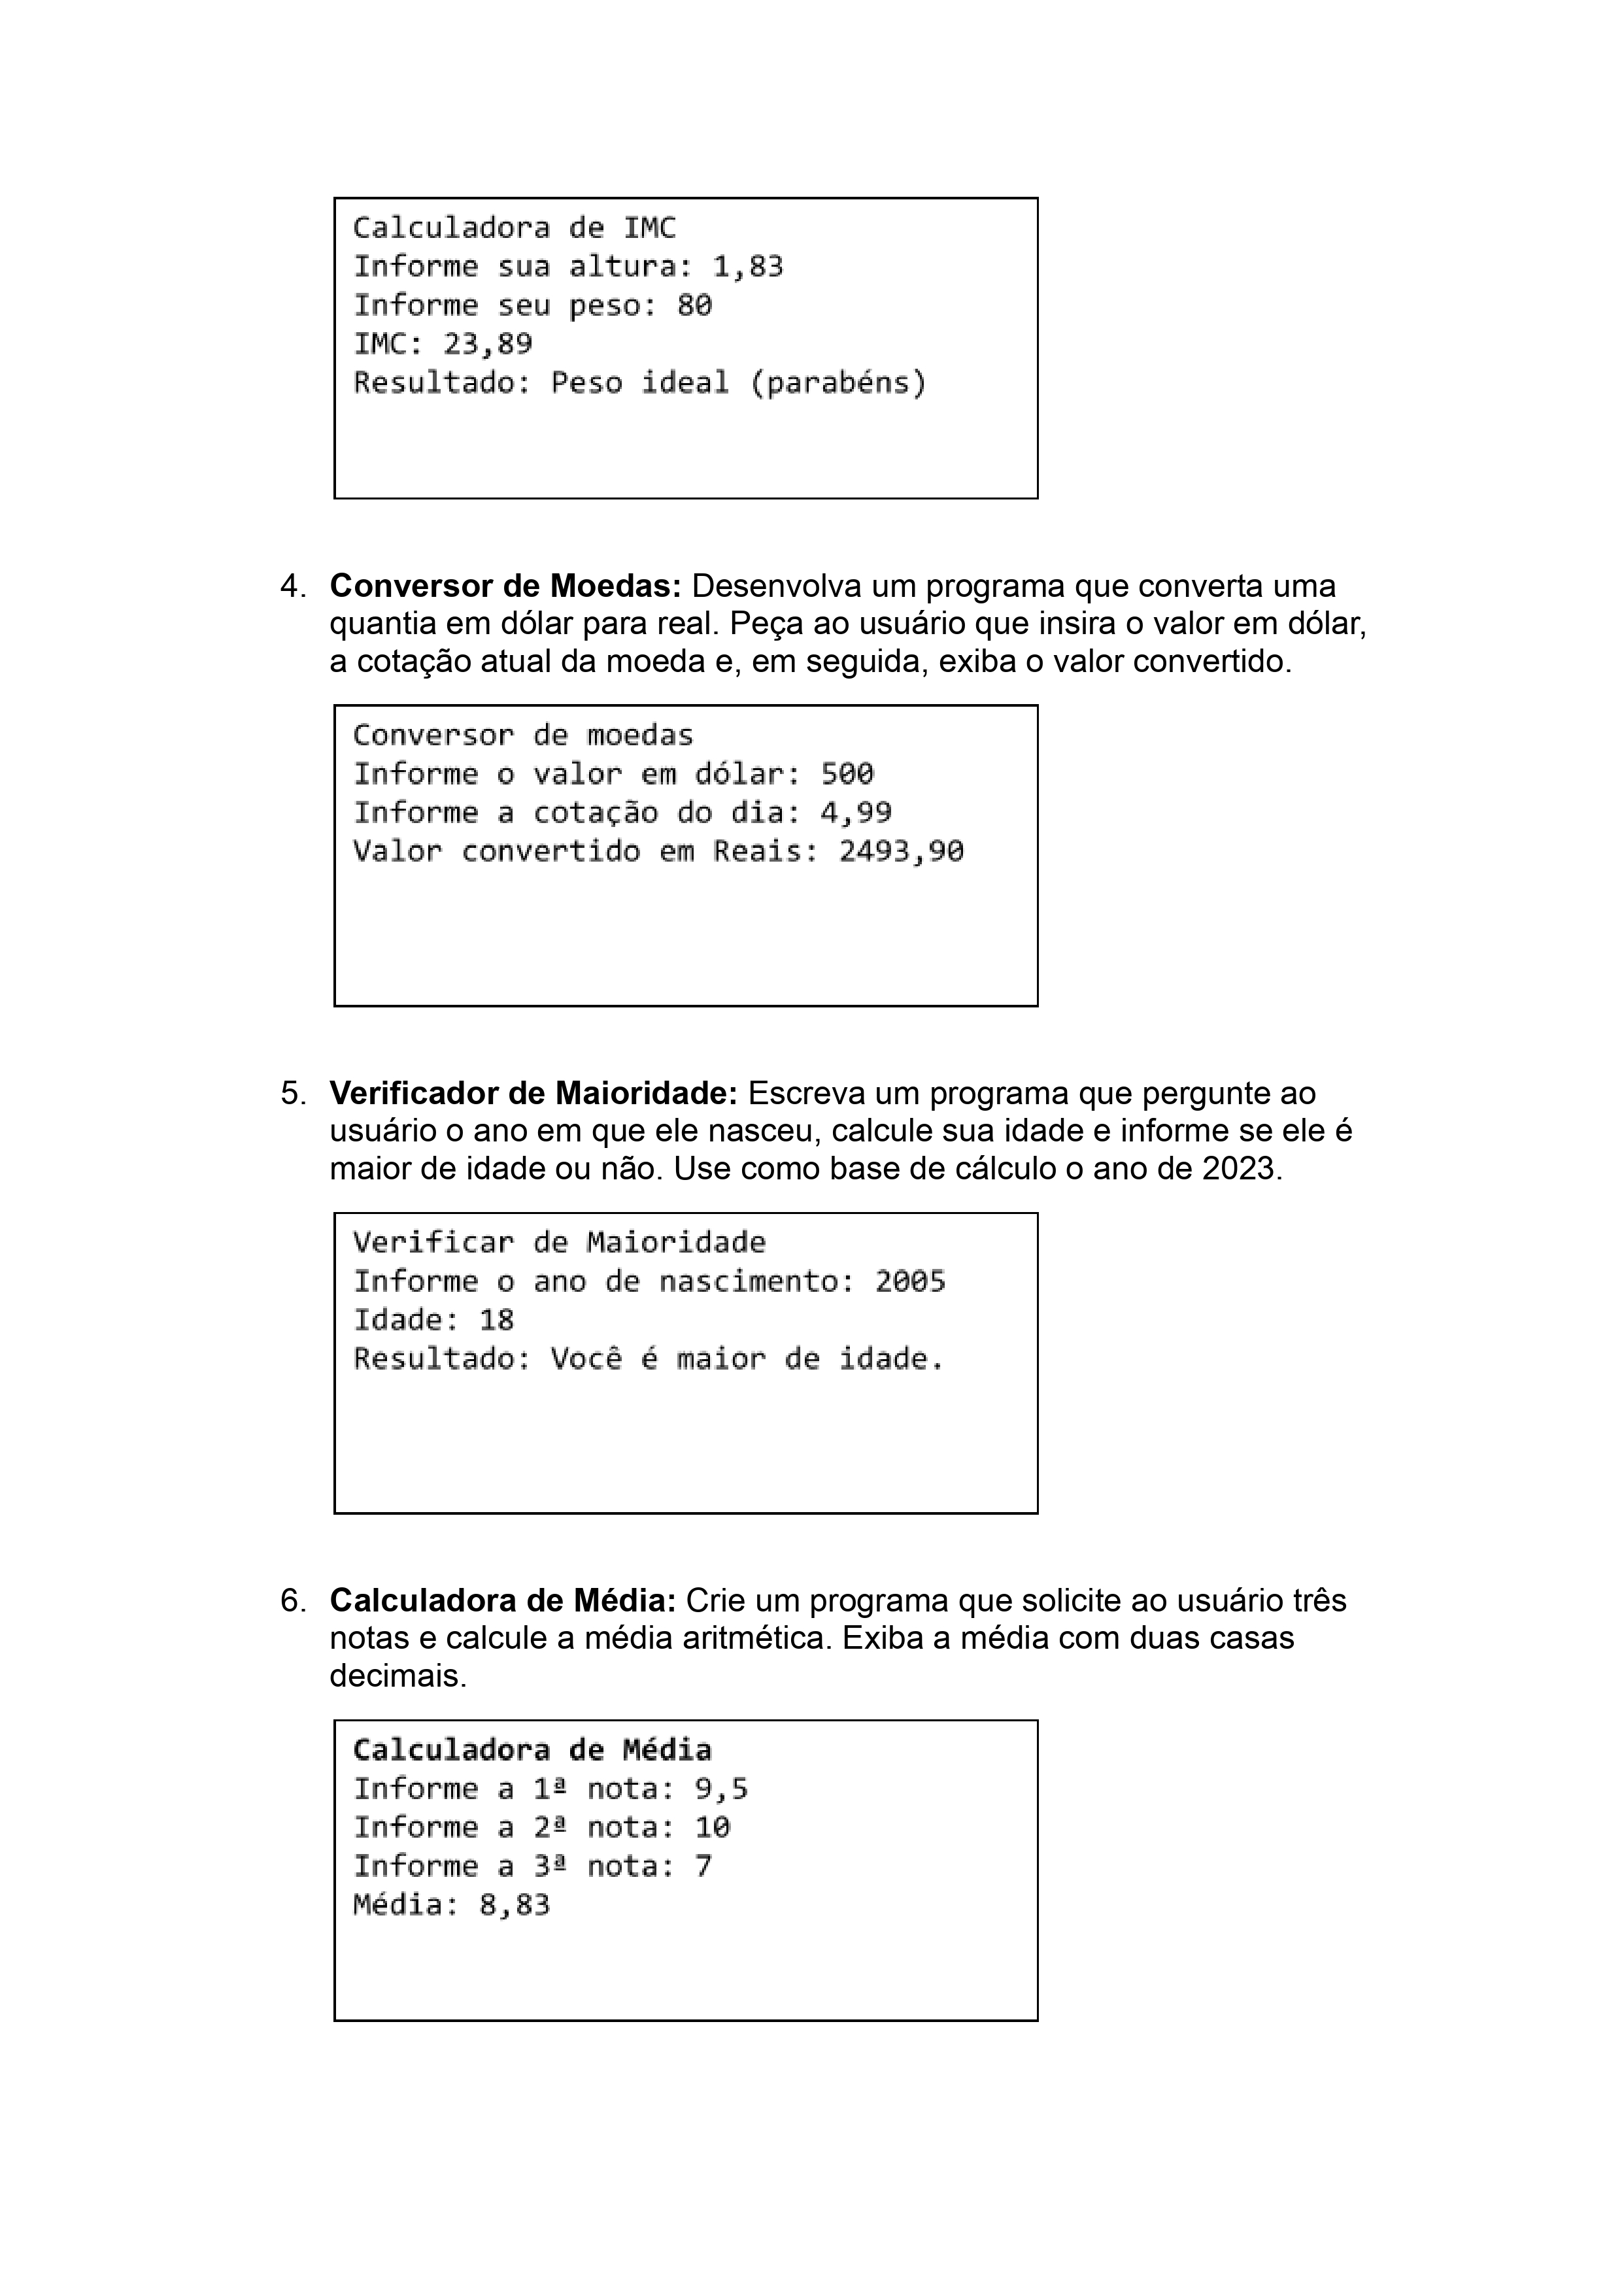 Calculadora de IMC
Informe sua altura: 1,83
Informe seu peso: 80
IMC: 23,89
Resultado: Peso ideal (parabéns)
4. Conversor de Moedas: Desenvolva um programa que converta uma
quantia em dólar para real. Peça ao usuário que insira o valor em dólar,
a cotação atual da moeda e, em seguida, exiba o valor convertido.
Conversor de moedas
Informe o valor em dólar: 500
Informe a cotação do dia: 4,99
Valor convertido em Reais: 2493,90
5. Verificador de Maioridade: Escreva um programa que pergunte ao
usuário o ano em que ele nasceu, calcule sua idade e informe se ele é
maior de idade ou não. Use como base de cálculo o ano de 2023.
Verificar de Maioridade
Informe o ano de nascimento: 2005
Idade: 18
Resultado: Você é maior de idade.
6. Calculadora de Média: Crie um programa que solicite ao usuário três
notas e calcule a média aritmética. Exiba a média com duas casas
decimais.
Calculadora de Média
Informe a 1ª nota: 9,5
Informe a 2ª nota: 10
Informe a 3ª nota: 7
Média: 8,83